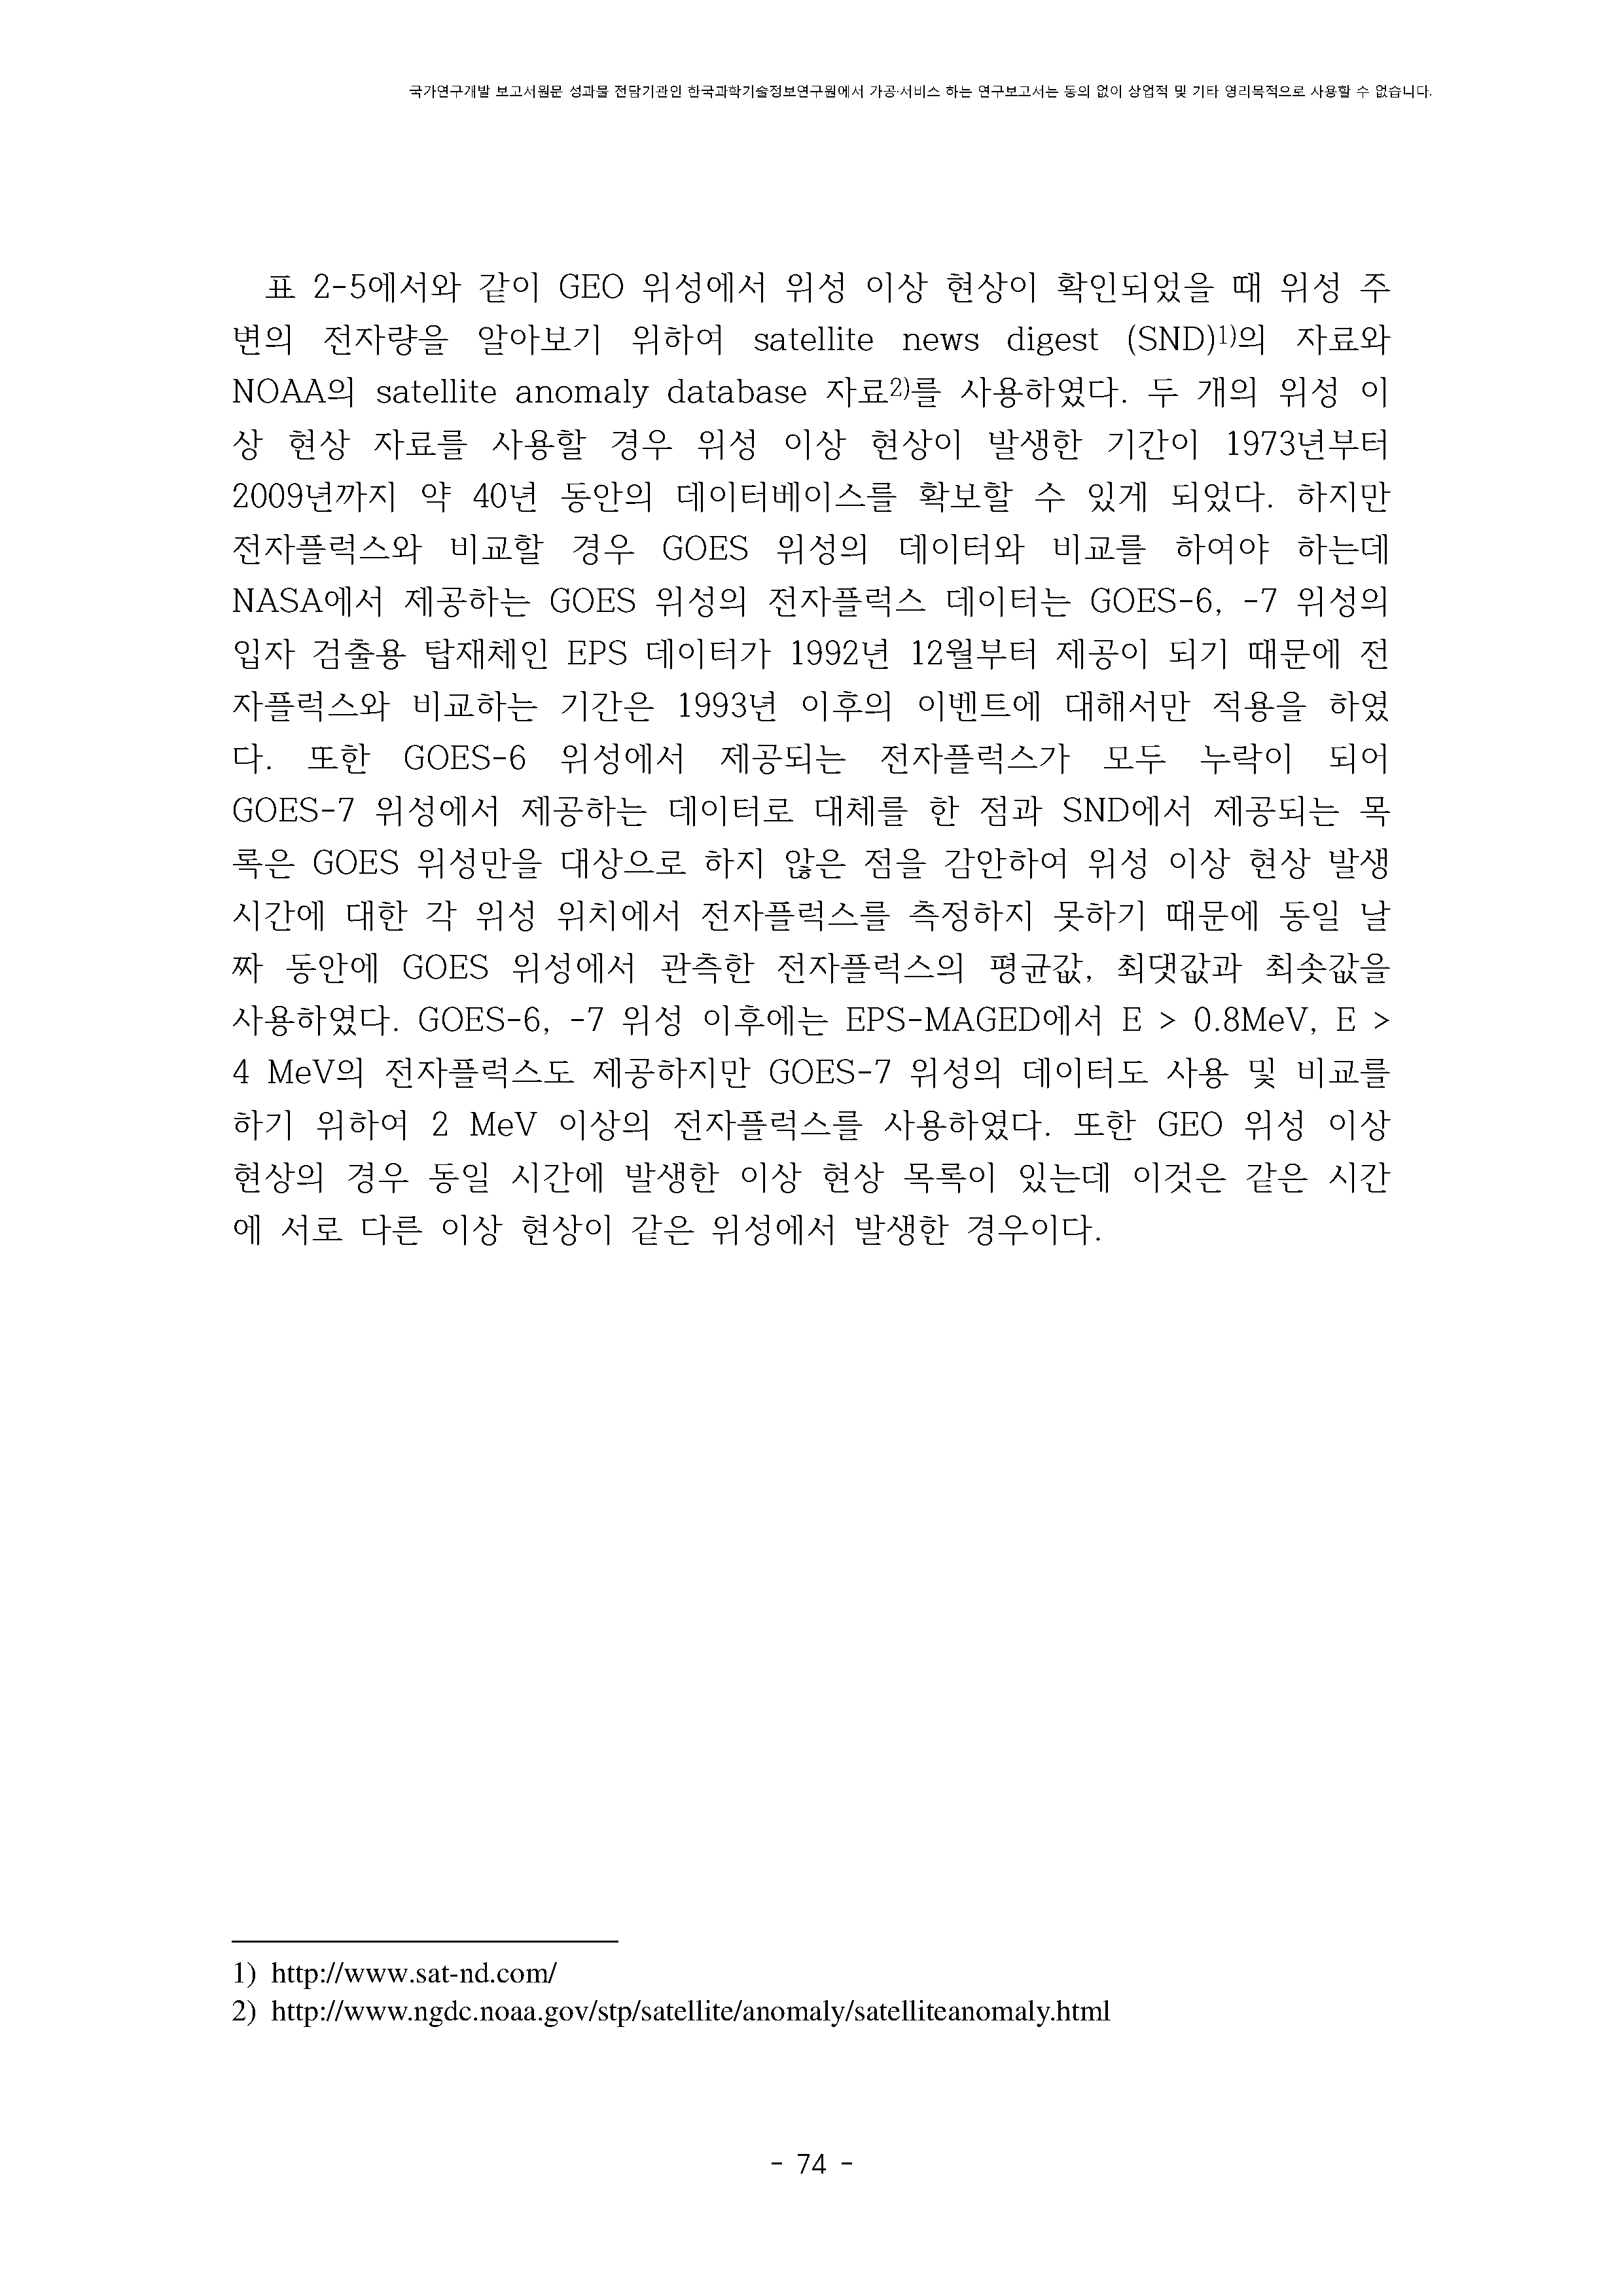 국가연구개발 보고서원문 성과물 전담기관인 한국과학기술정보연구원에서 가공·서비스 하는 연구보고서는 동의 없이 상업적 및 기타 영리목적으로 사용할 수 없습니다.
표 2-5에서와 같이 GEO 위성에서 위성 이상 현상이 확인되었을 때 위성 주
변의 전자량을 알아보기 위하여 satellite news digest (SND)1)의 자료와
NOAA의 satellite anomaly database 자료2)를 사용하였다. 두 개의 위성 이
상 현상 자료를 사용할 경우 위성 이상 현상이 발생한 기간이 1973년부터
2009년까지 약 40년 동안의 데이터베이스를 확보할 수 있게 되었다. 하지만
전자플럭스와 비교할 경우 GOES 위성의 데이터와 비교를 하여야 하는데
NASA에서 제공하는 GOES 위성의 전자플럭스 데이터는 GOES-6, -7 위성의
입자 검출용 탑재체인 EPS 데이터가 1992년 12월부터 제공이 되기 때문에 전
자플럭스와 비교하는 기간은 1993년 이후의 이벤트에 대해서만 적용을 하였
다. 또한 GOES-6 위성에서 제공되는 전자플럭스가 모두 누락이 되어
GOES-7 위성에서 제공하는 데이터로 대체를 한 점과 SND에서 제공되는 목
록은 GOES 위성만을 대상으로 하지 않은 점을 감안하여 위성 이상 현상 발생
시간에 대한 각 위성 위치에서 전자플럭스를 측정하지 못하기 때문에 동일 날
짜 동안에 GOES 위성에서 관측한 전자플럭스의 평균값, 최댓값과 최솟값을
사용하였다. GOES-6, -7 위성 이후에는 EPS-MAGED에서 E > 0.8MeV, E >
4 MeV의 전자플럭스도 제공하지만 GOES-7 위성의 데이터도 사용 및 비교를
하기 위하여 2 MeV 이상의 전자플럭스를 사용하였다. 또한 GEO 위성 이상
현상의 경우 동일 시간에 발생한 이상 현상 목록이 있는데 이것은 같은 시간
에 서로 다른 이상 현상이 같은 위성에서 발생한 경우이다.
1) http://www.sat-nd.com/
2) http://www.ngdc.noaa.gov/stp/satellite/anomaly/satelliteanomaly.html
- 74 -